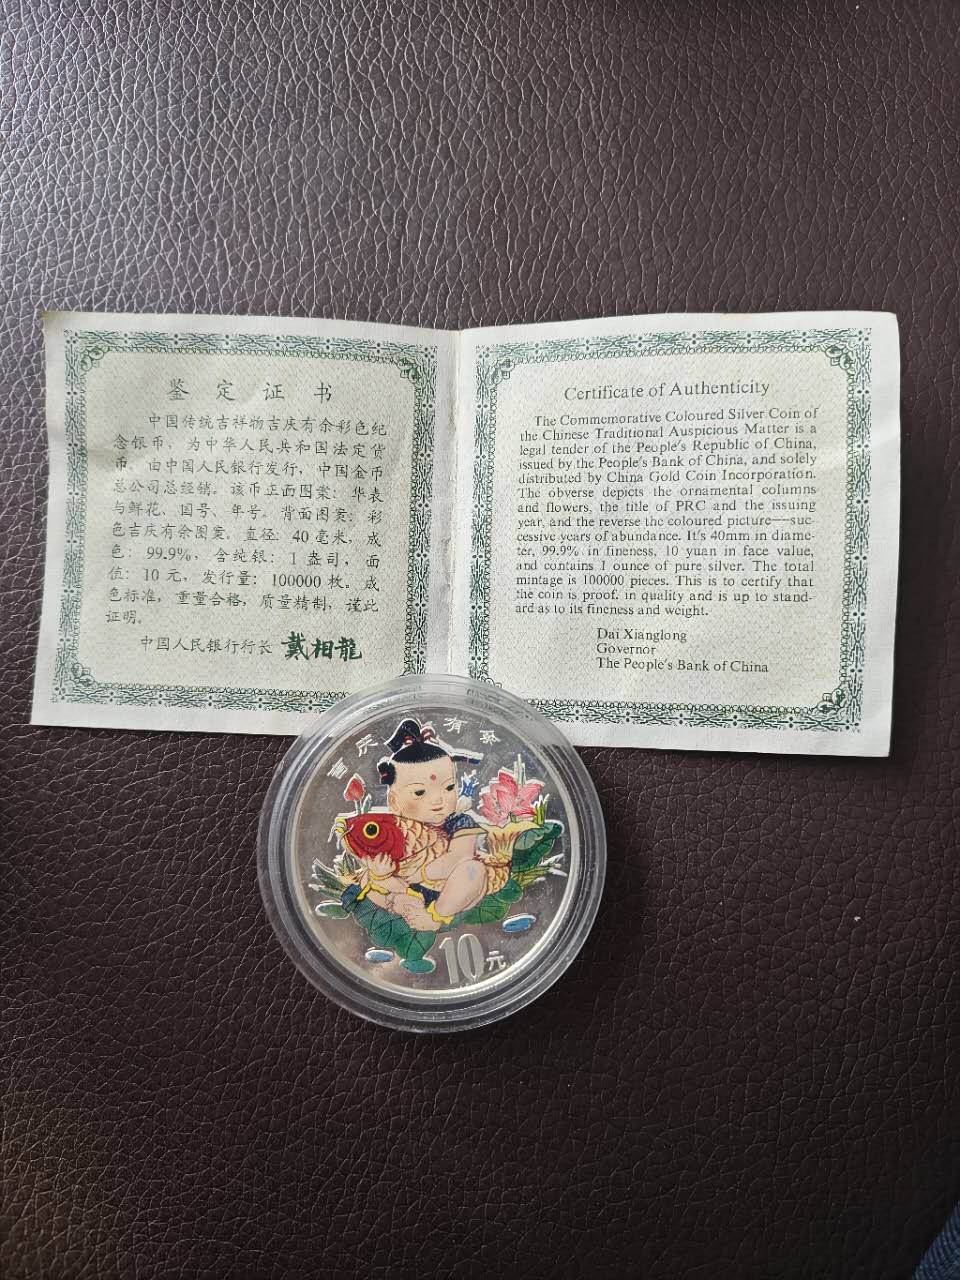 鉴定证书
中国传统吉祥物吉庆有余彩色纪
念银币，为中华人民共和国法定货
币。由中国人民银行发行，中国金币
总公司总经销。该币正面图案：华表
与鲜花、国号、年号。背面图案：彩
色吉庆有余图案。直径：40毫米，成
色：99.9%，含纯银：1盎司，面
值：10元，发行量：100000枚。成
色标准，重量合格，质量精制，谨此
证明。
中国人民银行行长 戴相龍
Certificate of Authenticity
The Commemorative Coloured Silver Coin of
the Chinese Traditional Auspicious Matter is a
legal tender of the People's Republic of China,
issued by the People's Bank of China, and solely
distributed by China Gold Coin Incorporation.
The obverse depicts the ornamental columns
and flowers, the title of PRC and the issuing
year, and the reverse the coloured picture—suc-
cessive years of abundance. It's 40mm in diame-
ter, 99.9% in fineness, 10 yuan in face value,
and contains 1 ounce of pure silver. The total
mintage is 100000 pieces. This is to certify that
the coin is proof. in quality and is up to stand-
ard as to its fineness and weight.
Dai Xianglong
Governor
The People's Bank of China
吉庆有
10元